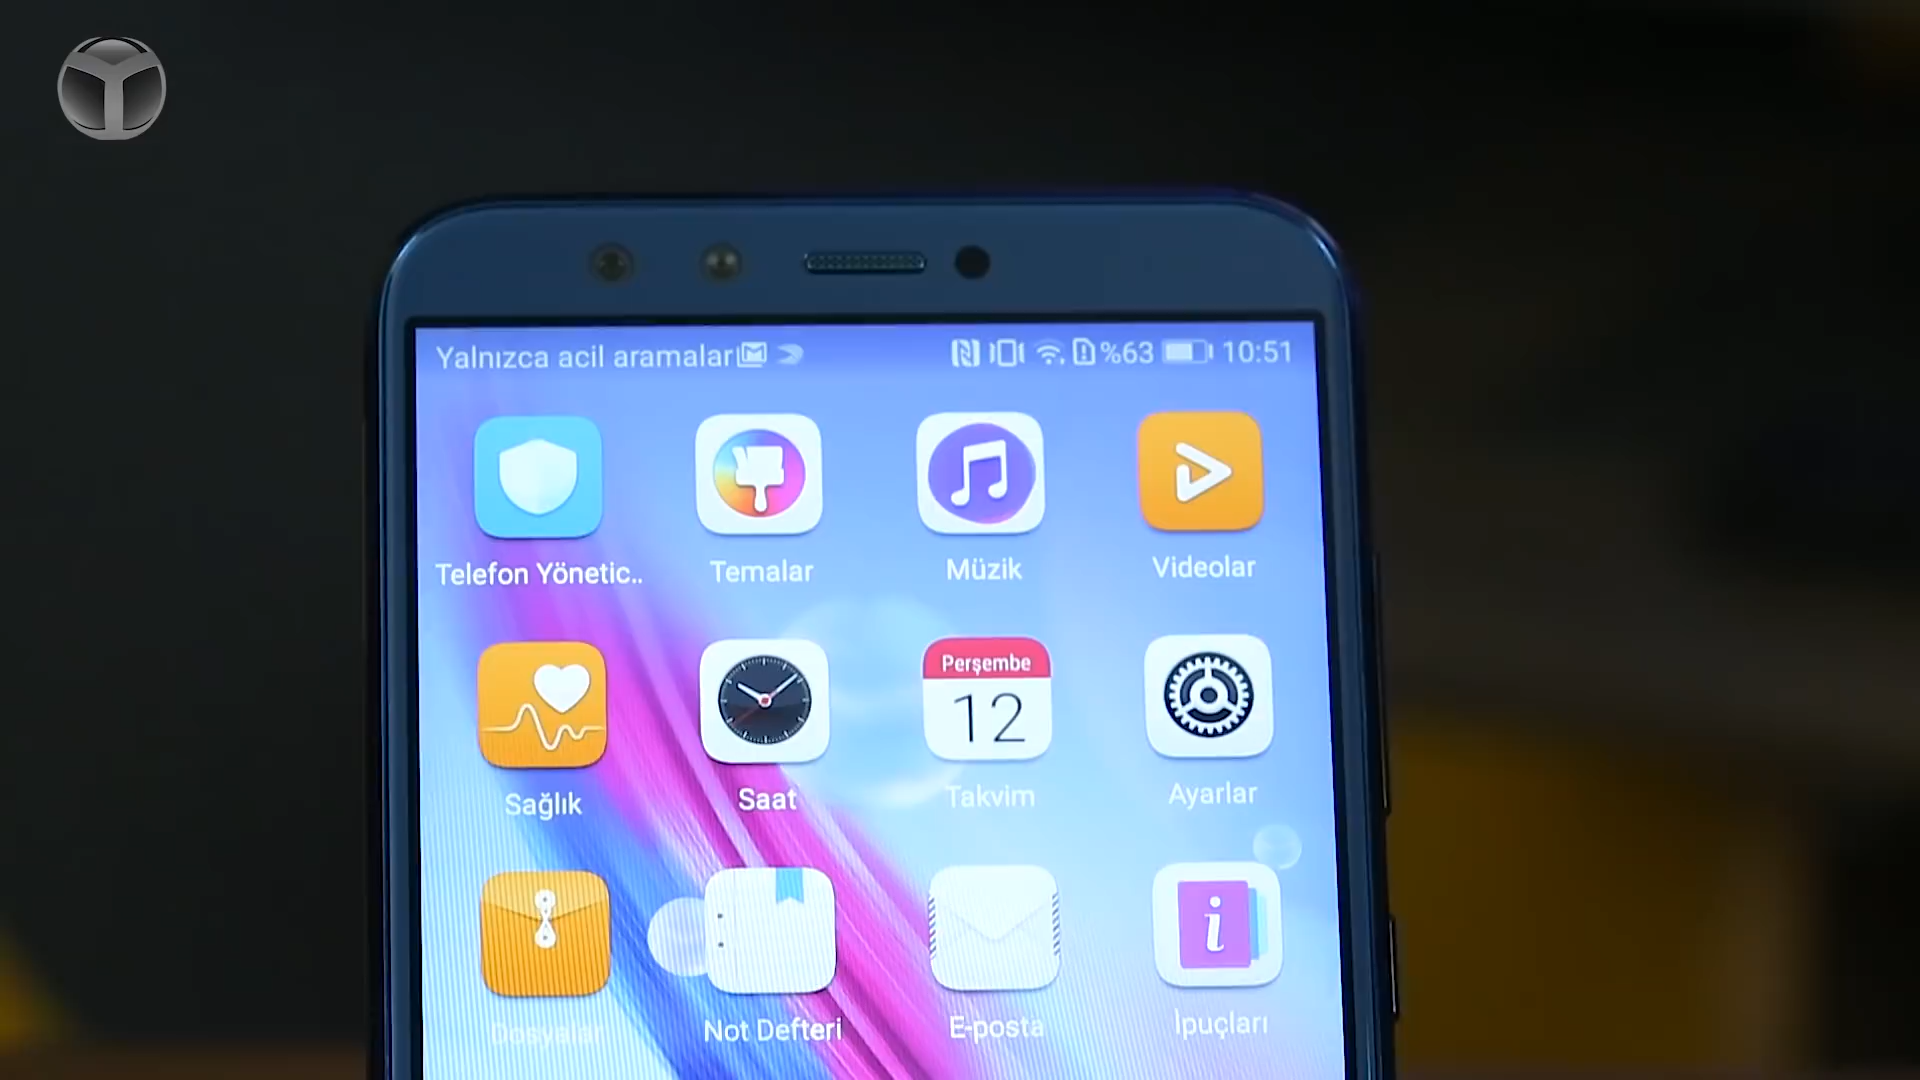 Yalnızca acil aramalar %63 10:51
Telefon Yönetic..
Temalar
Müzik
Videolar
Perşembe
12
Sağlık
Saat
Takvim
Ayarlar
Dosyalar
Not Defteri
E-posta
İpuçları